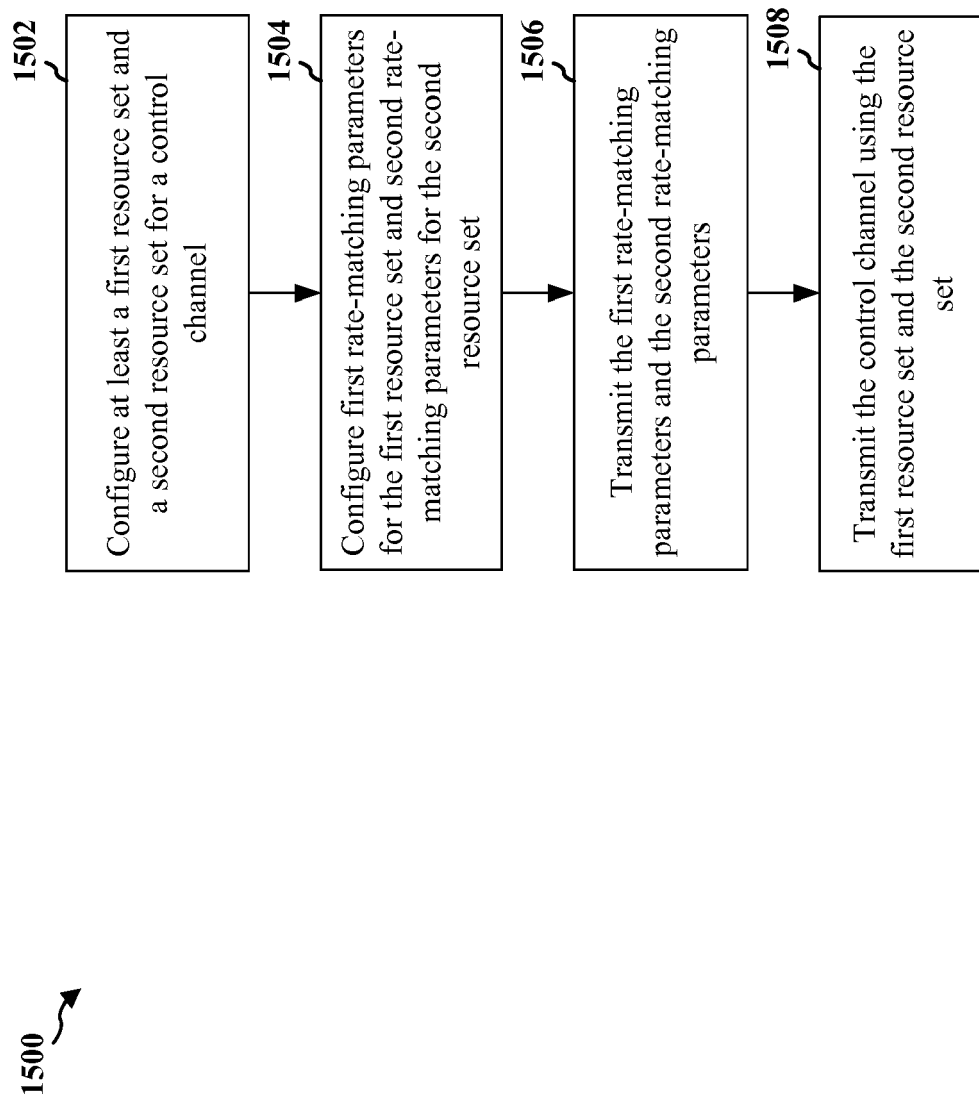 1500
1502
Configure at least a first resource set and
a second resource set for a control
channel
1504
Configure first rate-matching parameters
for the first resource set and second rate-
matching parameters for the second
resource set
1506
Transmit the first rate-matching
parameters and the second rate-matching
parameters
1508
Transmit the control channel using the
first resource set and the second resource
set